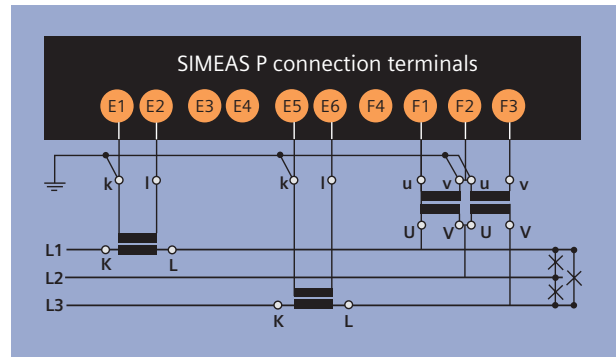 SIMEAS P connection terminals
E1 E2 E3 E4 E5 E6 F4 F1 F2 F3
k l k l u v u v
U V U V
L1
K L
L2
L3
K L